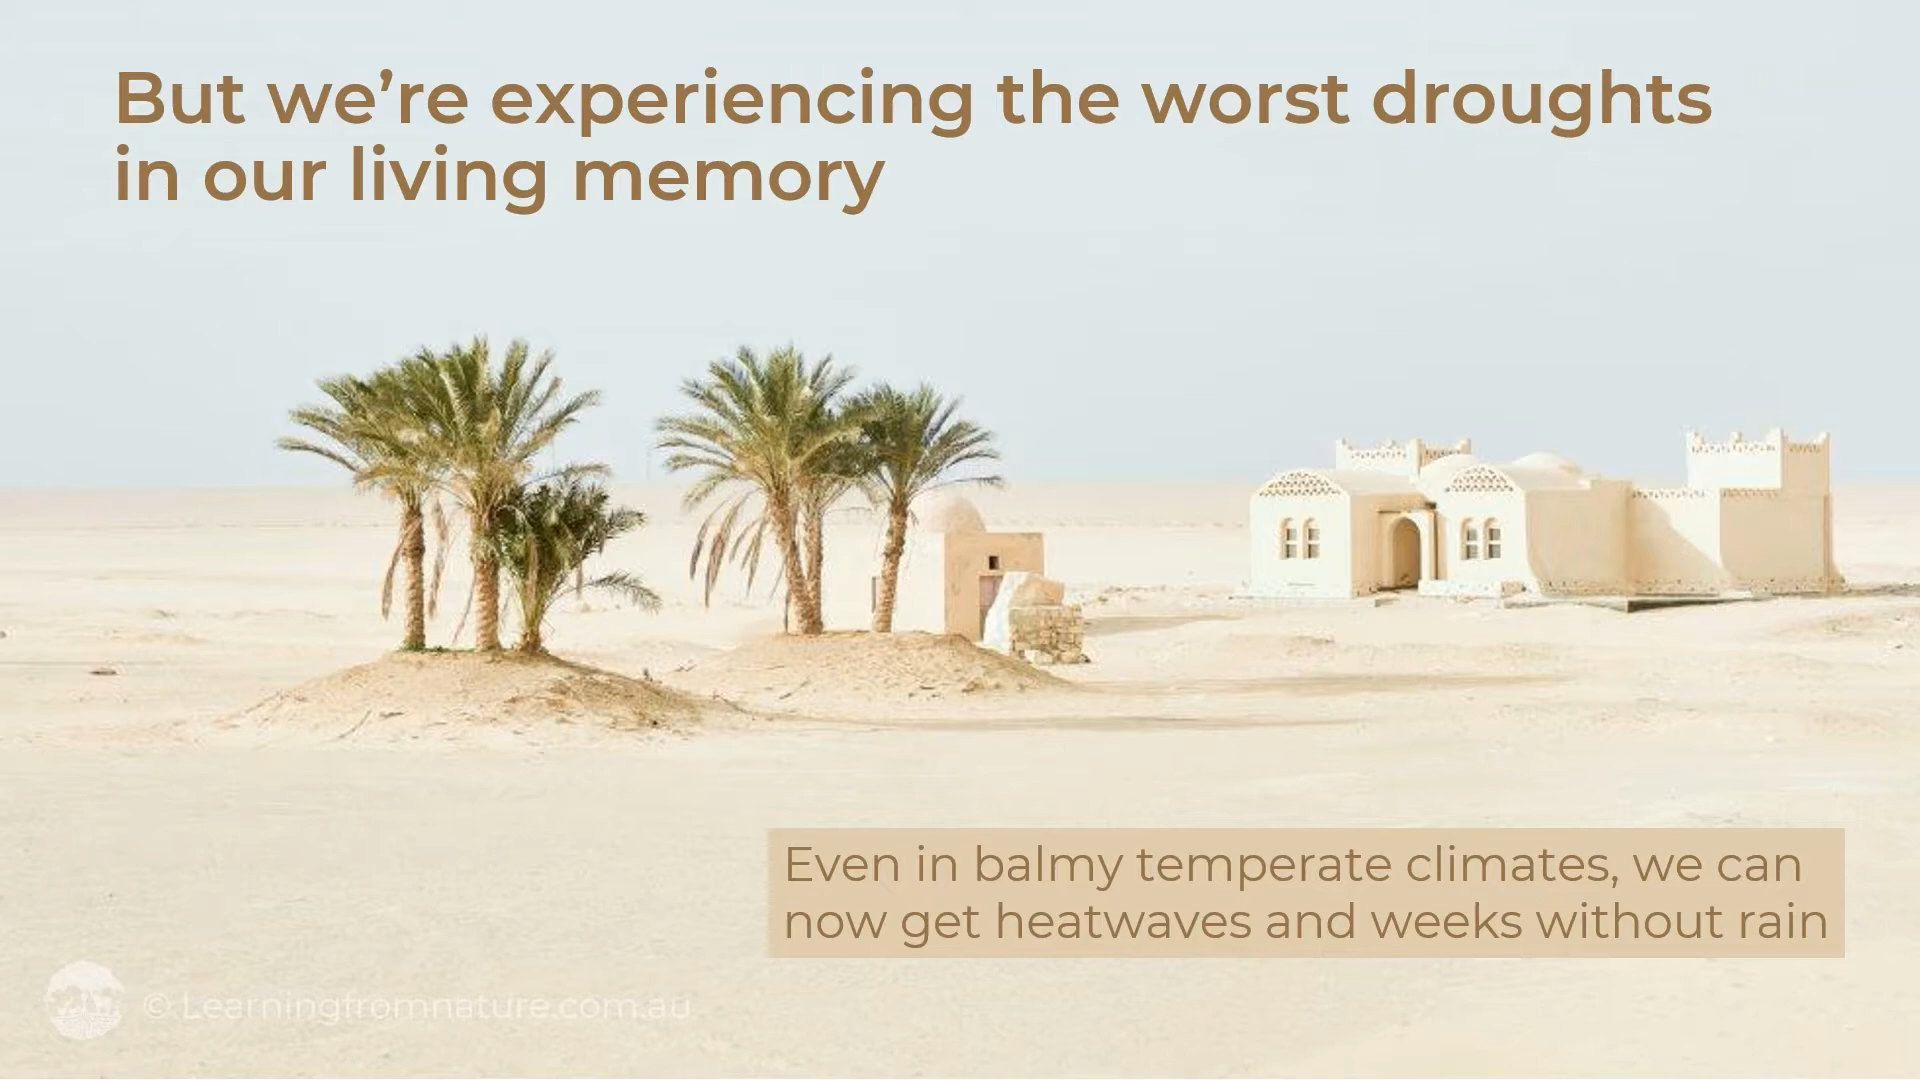 But we’re experiencing the worst droughts
in our living memory
Even in balmy temperate climates, we can
now get heatwaves and weeks without rain
© Learningfromnature.com.au